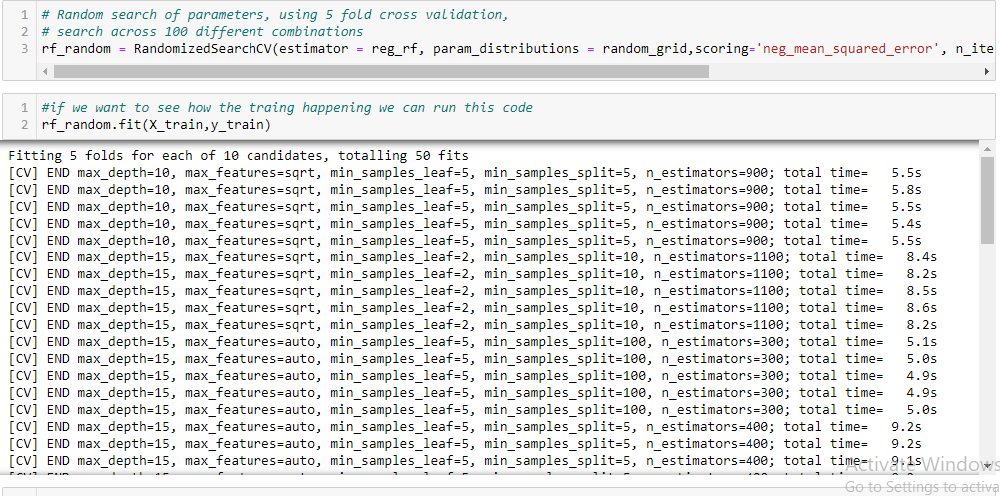 1 # Random search of parameters, using 5 fold cross validation,
2 # search across 100 different combinations
3 rf_random = RandomizedSearchCV(estimator = reg_rf, param_distributions = random_grid,scoring='neg_mean_squared_error', n_ite
1 #if we want to see how the traing happening we can run this code
2 rf_random.fit(X_train,y_train)
Fitting 5 folds for each of 10 candidates, totalling 50 fits
[CV] END max_depth=10, max_features=sqrt, min_samples_leaf=5, min_samples_split=5, n_estimators=900; total time= 5.5s
[CV] END max_depth=10, max_features=sqrt, min_samples_leaf=5, min_samples_split=5, n_estimators=900; total time= 5.8s
[CV] END max_depth=10, max_features=sqrt, min_samples_leaf=5, min_samples_split=5, n_estimators=900; total time= 5.5s
[CV] END max_depth=10, max_features=sqrt, min_samples_leaf=5, min_samples_split=5, n_estimators=900; total time= 5.4s
[CV] END max_depth=10, max_features=sqrt, min_samples_leaf=5, min_samples_split=5, n_estimators=900; total time= 5.5s
[CV] END max_depth=15, max_features=sqrt, min_samples_leaf=2, min_samples_split=10, n_estimators=1100; total time= 8.4s
[CV] END max_depth=15, max_features=sqrt, min_samples_leaf=2, min_samples_split=10, n_estimators=1100; total time= 8.2s
[CV] END max_depth=15, max_features=sqrt, min_samples_leaf=2, min_samples_split=10, n_estimators=1100; total time= 8.5s
[CV] END max_depth=15, max_features=sqrt, min_samples_leaf=2, min_samples_split=10, n_estimators=1100; total time= 8.6s
[CV] END max_depth=15, max_features=sqrt, min_samples_leaf=2, min_samples_split=10, n_estimators=1100; total time= 8.2s
[CV] END max_depth=15, max_features=auto, min_samples_leaf=5, min_samples_split=100, n_estimators=300; total time= 5.1s
[CV] END max_depth=15, max_features=auto, min_samples_leaf=5, min_samples_split=100, n_estimators=300; total time= 5.0s
[CV] END max_depth=15, max_features=auto, min_samples_leaf=5, min_samples_split=100, n_estimators=300; total time= 4.9s
[CV] END max_depth=15, max_features=auto, min_samples_leaf=5, min_samples_split=100, n_estimators=300; total time= 4.9s
[CV] END max_depth=15, max_features=auto, min_samples_leaf=5, min_samples_split=100, n_estimators=300; total time= 5.0s
[CV] END max_depth=15, max_features=auto, min_samples_leaf=5, min_samples_split=5, n_estimators=400; total time= 9.2s
[CV] END max_depth=15, max_features=auto, min_samples_leaf=5, min_samples_split=5, n_estimators=400; total time= 9.2s
[CV] END max_depth=15, max_features=auto, min_samples_leaf=5, min_samples_split=5, n_estimators=400; total time= 9.1s
Activate Windows
Go to Settings to activa